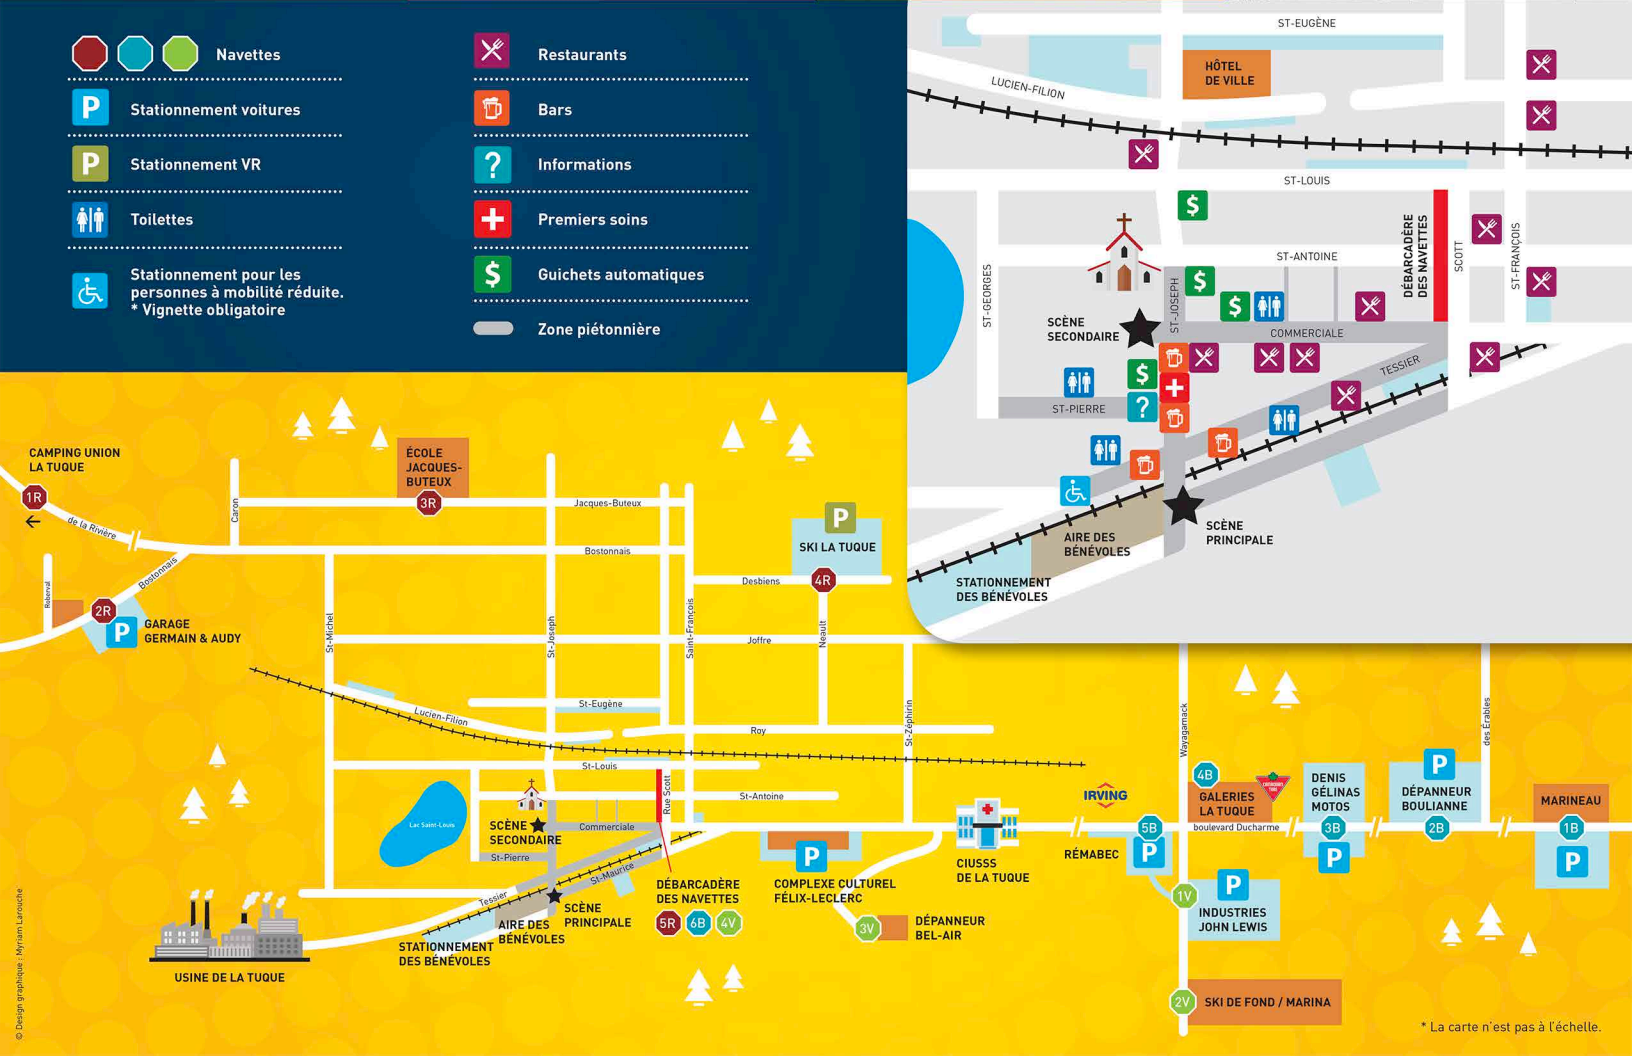 Navettes
P
Stationnement voitures
P
Stationnement VR
Toilettes
Stationnement pour les
personnes à mobilité réduite.
* Vignette obligatoire
Restaurants
Bars
?
Informations
Premiers soins
$
Guichets automatiques
Zone piétonnière
ST-EUGÈNE
HÔTEL
DE VILLE
LUCIEN-FILION
ST-LOUIS
$
DÉBARCADÈRE
DES NAVETTES
SCOTT
ST-FRANÇOIS
ST-ANTOINE
ST-GEORGES
ST-JOSEPH
$
$
SCÈNE
SECONDAIRE
COMMERCIALE
TESSIER
$
ST-PIERRE
?
SCÈNE
PRINCIPALE
AIRE DES
BÉNÉVOLES
STATIONNEMENT
DES BÉNÉVOLES
CAMPING UNION
LA TUQUE
1R
de la Rivière
Caron
ÉCOLE
JACQUES-
BUTEUX
3R
Jacques-Buteux
Bostonnais
Bostonnais
Roberval
2R
P
GARAGE
GERMAIN & AUDY
P
SKI LA TUQUE
Desbiens
4R
St-Michel
St-Joseph
Saint-François
Joffre
Neault
St-Eugène
Lucien-Filion
Roy
St-Zéphirin
St-Louis
Rue Scott
St-Antoine
Lac Saint-Louis
SCÈNE
SECONDAIRE
Commerciale
St-Pierre
St-Maurice
Tessier
SCÈNE
PRINCIPALE
AIRE DES
BÉNÉVOLES
STATIONNEMENT
DES BÉNÉVOLES
DÉBARCADÈRE
DES NAVETTES
5R
6B
4V
USINE DE LA TUQUE
P
COMPLEXE CULTUREL
FÉLIX-LECLERC
3V
DÉPANNEUR
BEL-AIR
CIUSSS
DE LA TUQUE
IRVING
RÉMABEC
5B
P
Wayagamack
4B
GALERIES
LA TUQUE
CANADIAN
TIRE
boulevard Ducharme
DENIS
GÉLINAS
MOTOS
3B
P
P
DÉPANNEUR
BOULIANNE
2B
des Érables
MARINEAU
1B
P
1V
P
INDUSTRIES
JOHN LEWIS
2V
SKI DE FOND / MARINA
* La carte n'est pas à l'échelle.
© Design graphique : Myriam Larouche